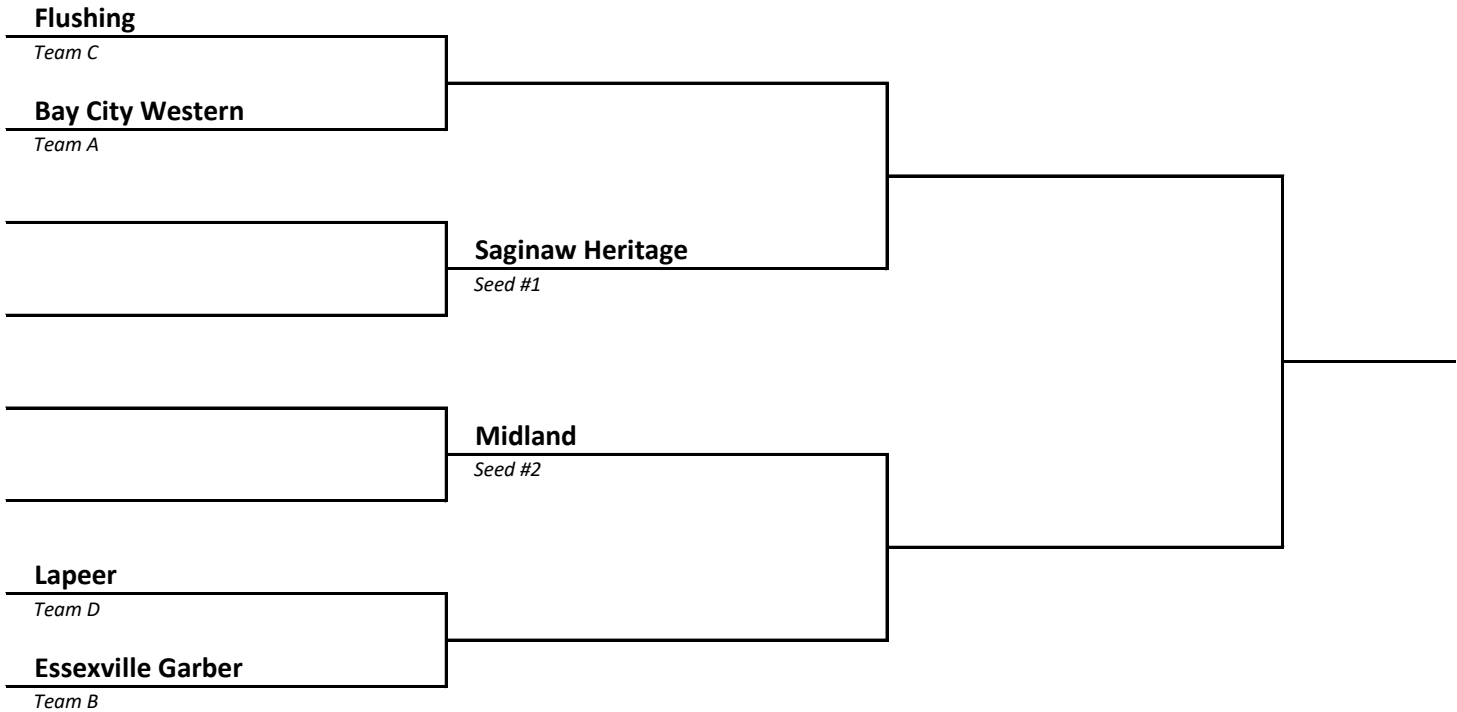 Flushing
Team C
Bay City Western
Team A
Saginaw Heritage
Seed #1
Midland
Seed #2
Lapeer
Team D
Essexville Garber
Team B